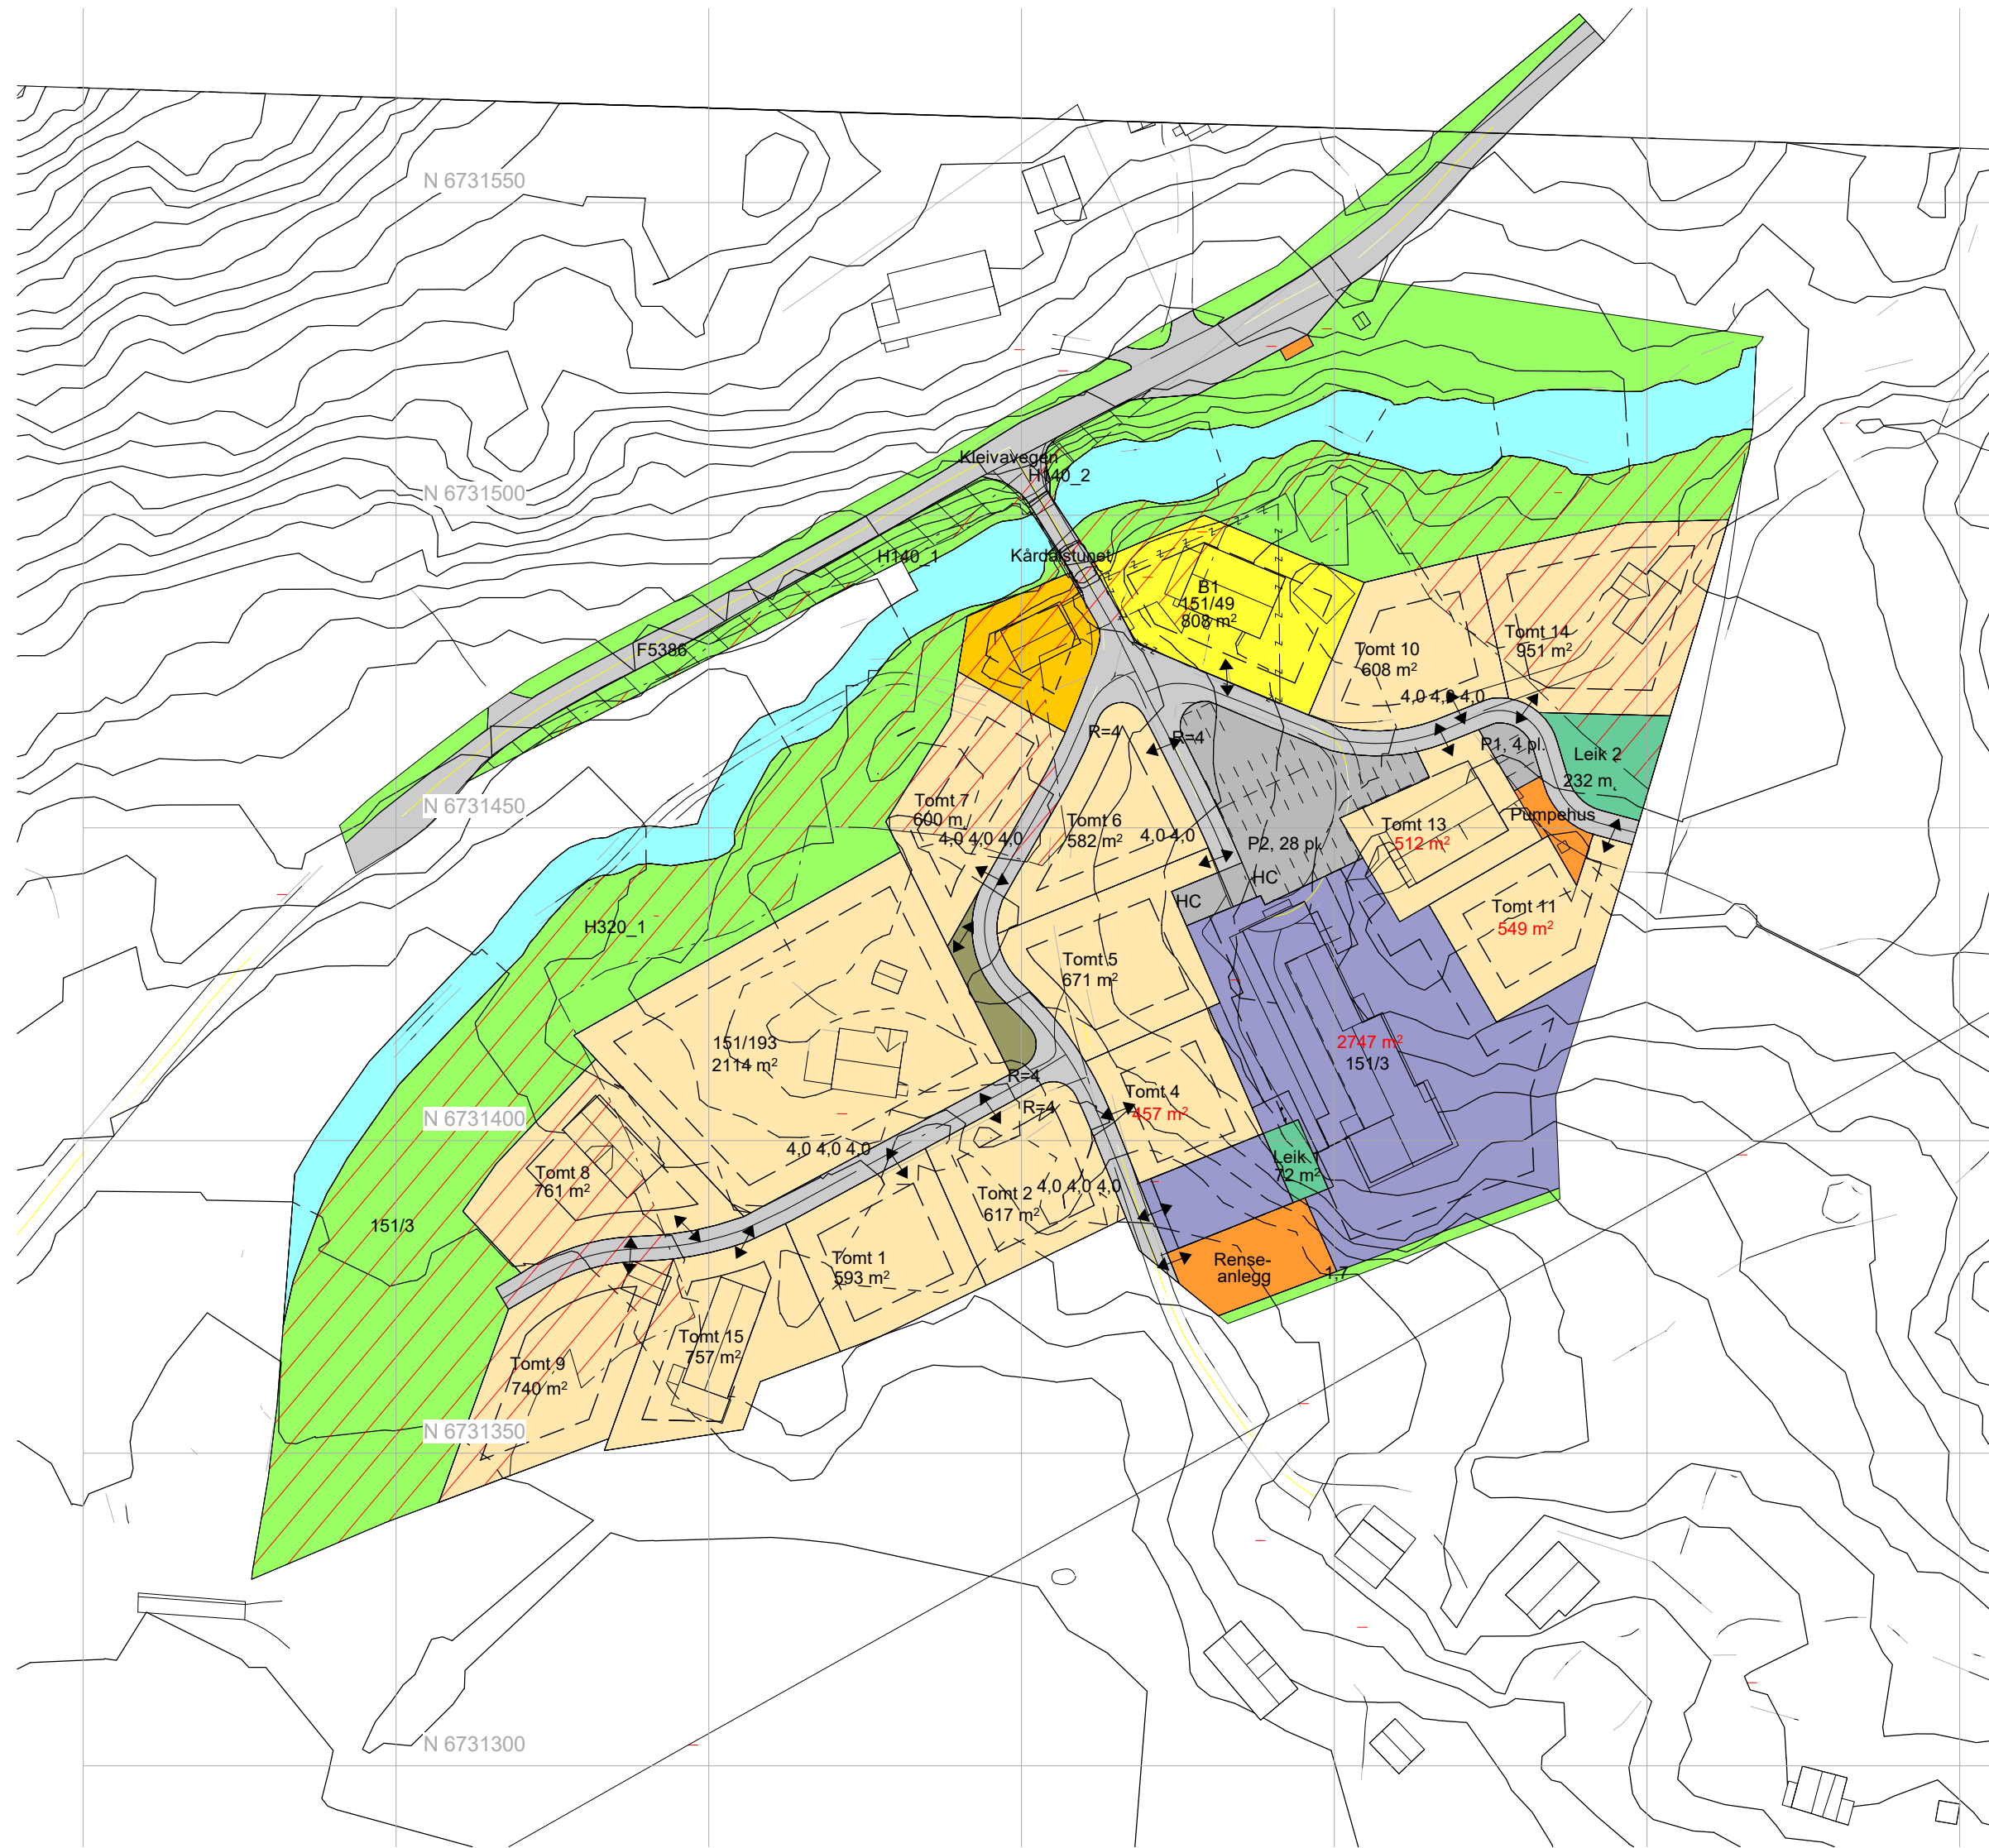 N 6731550
Kleivavegen
H140_2
N 6731500
H140_1
Kårdalstunet
B1
151/49
808 m²
F5386
Tomt 10
608 m²
Tomt 14
951 m²
4,0 4,0 4,0
R=4
R=4
P1, 4 pl.
Leik 2
232 m
N 6731450
Tomt 7
600 m
4,0 4,0 4,0
Tomt 6
582 m²
4,0 4,0
P2, 28 pl.
Tomt 13
512 m²
Pumpehus
HC
HC
Tomt 11
549 m²
H320_1
Tomt 5
671 m²
151/193
2114 m²
2747 m²
151/3
R=4
R=4
Tomt 4
457 m²
N 6731400
4,0 4,0 4,0
Leik
72 m²
Tomt 8
761 m²
Tomt 2
617 m²
4,0 4,0 4,0
151/3
Tomt 1
593 m²
Rense-
anlegg
1,7
Tomt 15
757 m²
Tomt 9
740 m²
N 6731350
N 6731300